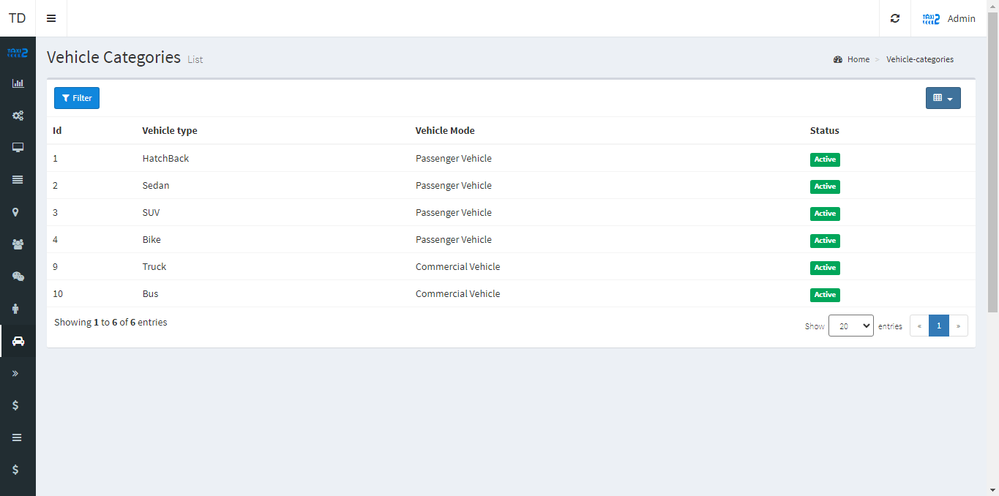 TD
TAXI2 Admin
TAXI2
Vehicle Categories List
Home > Vehicle-categories
Filter
Id Vehicle type Vehicle Mode Status
1 HatchBack Passenger Vehicle Active
2 Sedan Passenger Vehicle Active
3 SUV Passenger Vehicle Active
4 Bike Passenger Vehicle Active
9 Truck Commercial Vehicle Active
10 Bus Commercial Vehicle Active
Showing 1 to 6 of 6 entries
Show 20 entries « 1 »